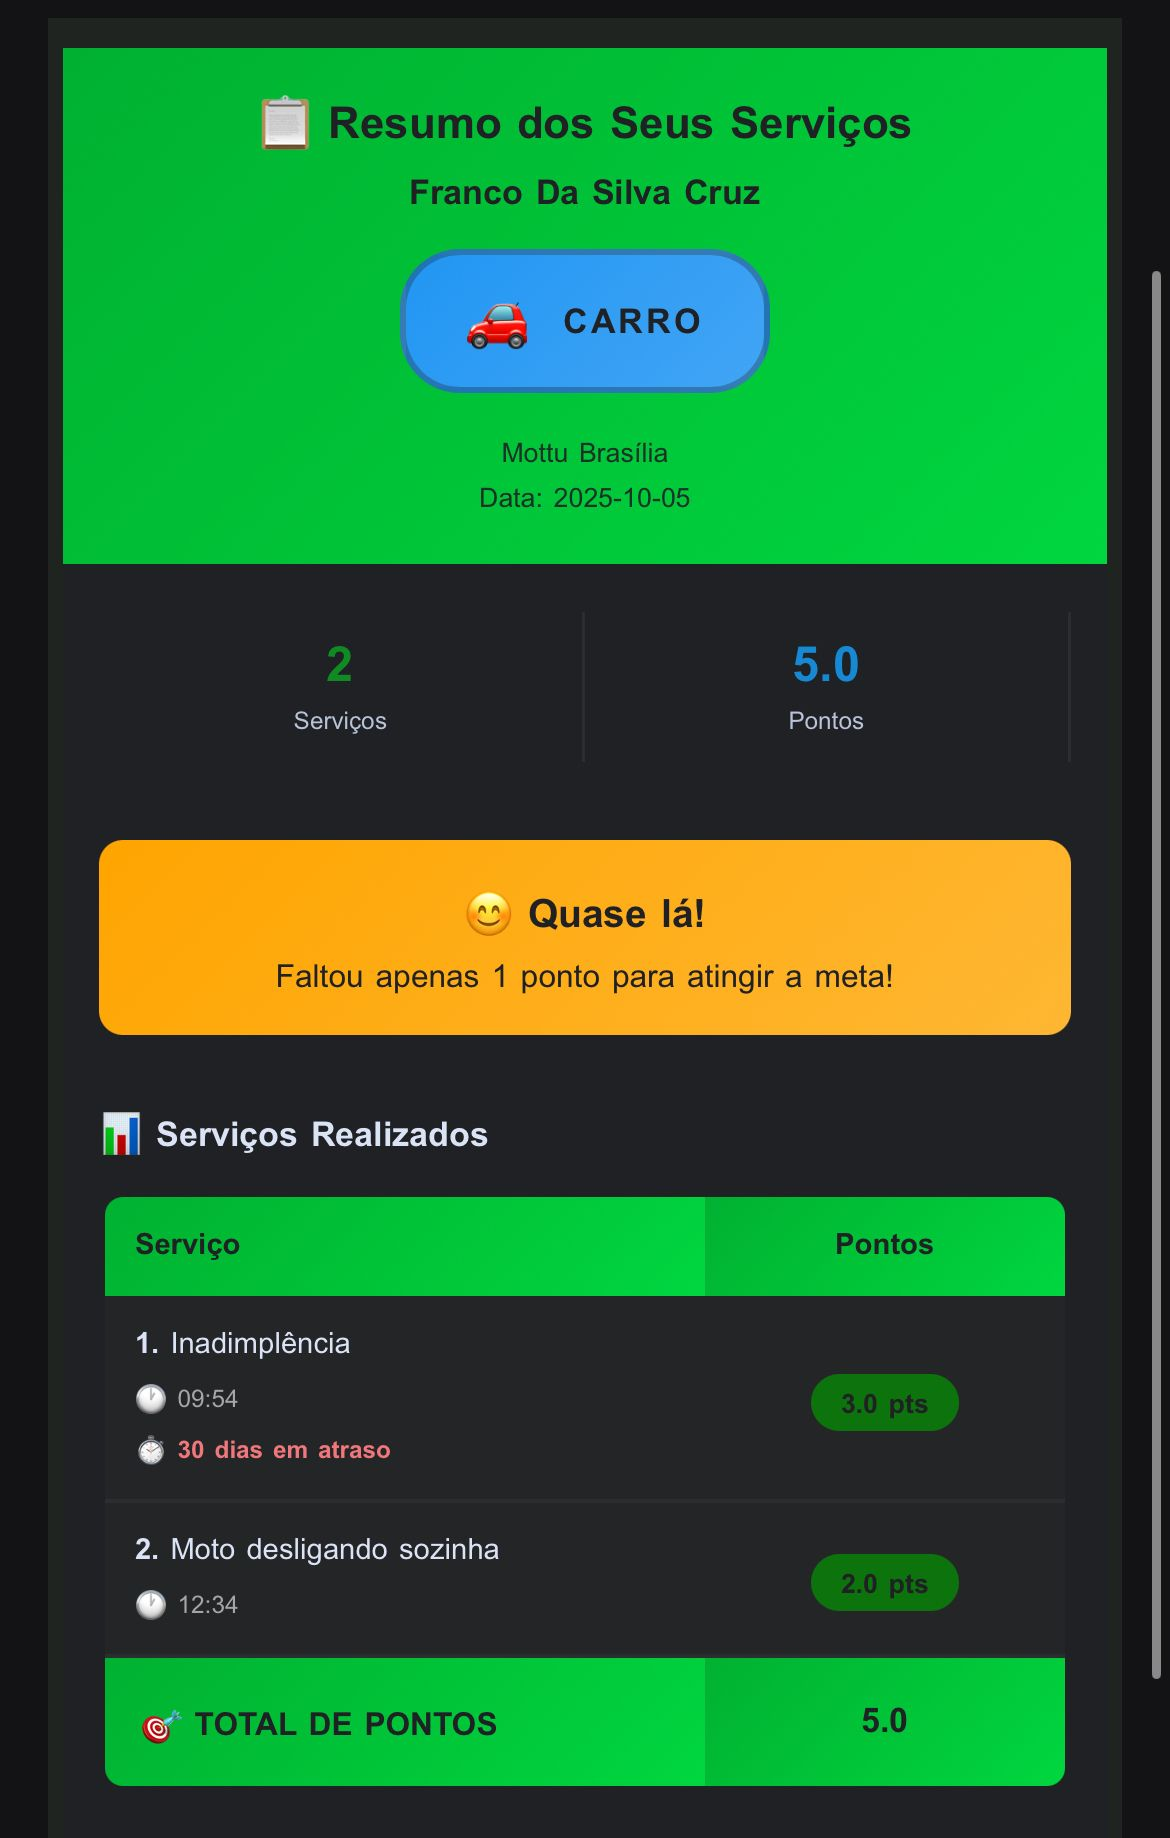 Resumo dos Seus Serviços
Franco Da Silva Cruz
CARRO
Mottu Brasília
Data: 2025-10-05
2
Serviços
5.0
Pontos
Quase lá!
Faltou apenas 1 ponto para atingir a meta!
Serviços Realizados
Serviço
Pontos
1. Inadimplência
09:54
30 dias em atraso
3.0 pts
2. Moto desligando sozinha
12:34
2.0 pts
TOTAL DE PONTOS
5.0